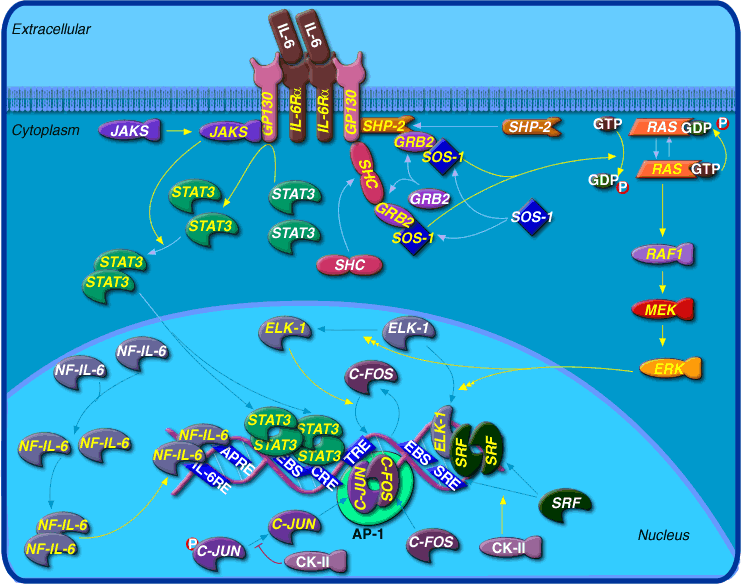 Extracellular
IL-6
IL-6
GP130
IL-6Rα
IL-6Rα
GP130
Cytoplasm
JAKS
JAKS
SHP-2
SHP-2
GRB2
SOS-1
GTP
GDP
P
RAS
GDP
P
RAS
GTP
SHC
GRB2
GRB2
SOS-1
SOS-1
SHC
STAT3
STAT3
STAT3
STAT3
STAT3
STAT3
RAF1
MEK
ERK
ELK-1
ELK-1
C-FOS
NF-IL-6
NF-IL-6
NF-IL-6
NF-IL-6
NF-IL-6
NF-IL-6
NF-IL-6
NF-IL-6
IL-6RE
APRE
STAT3
STAT3
EBS
STAT3
STAT3
CRE
TRE
C-JUN
C-FOS
AP-1
EBS
SRE
ELK-1
SRF
SRF
SRF
P
C-JUN
C-JUN
CK-II
C-FOS
CK-II
Nucleus